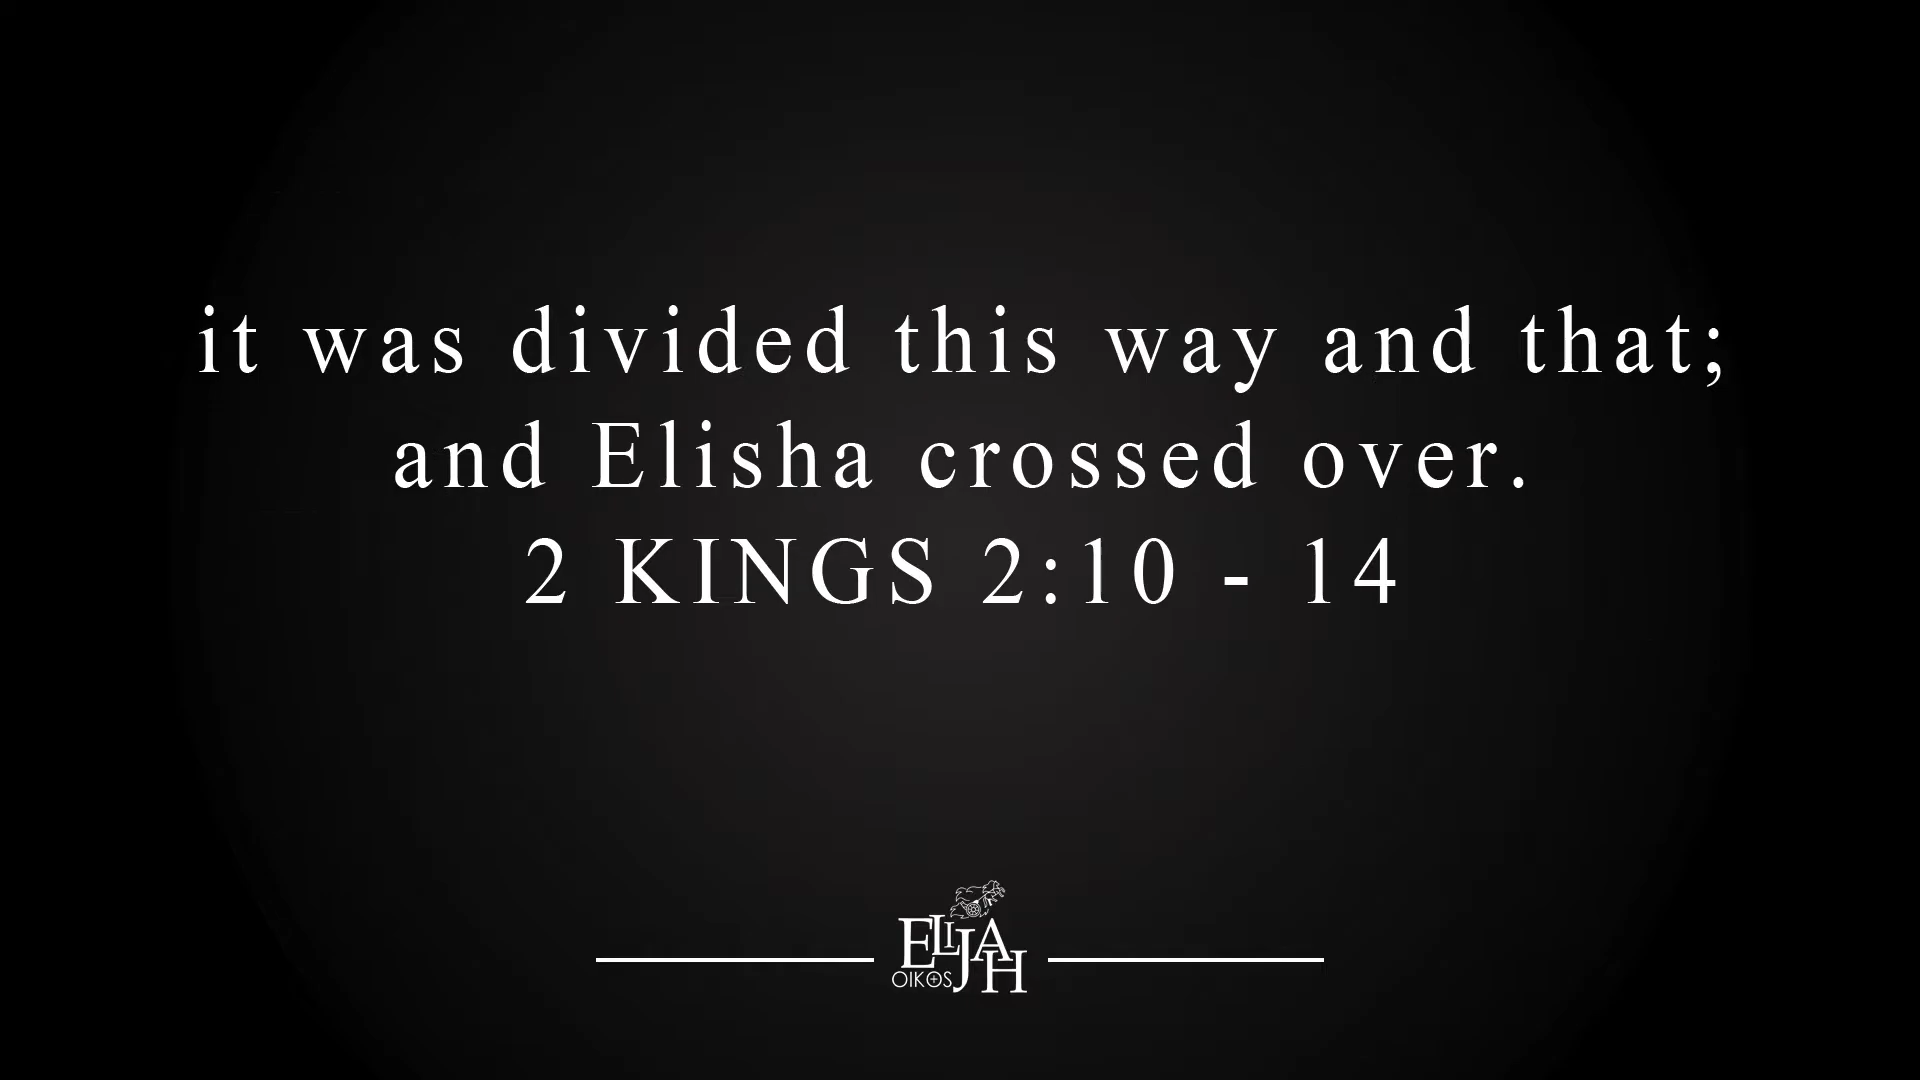 it was divided this way and that;
and Elisha crossed over.
2 KINGS 2:10 - 14
ELIJAH
OIKOS